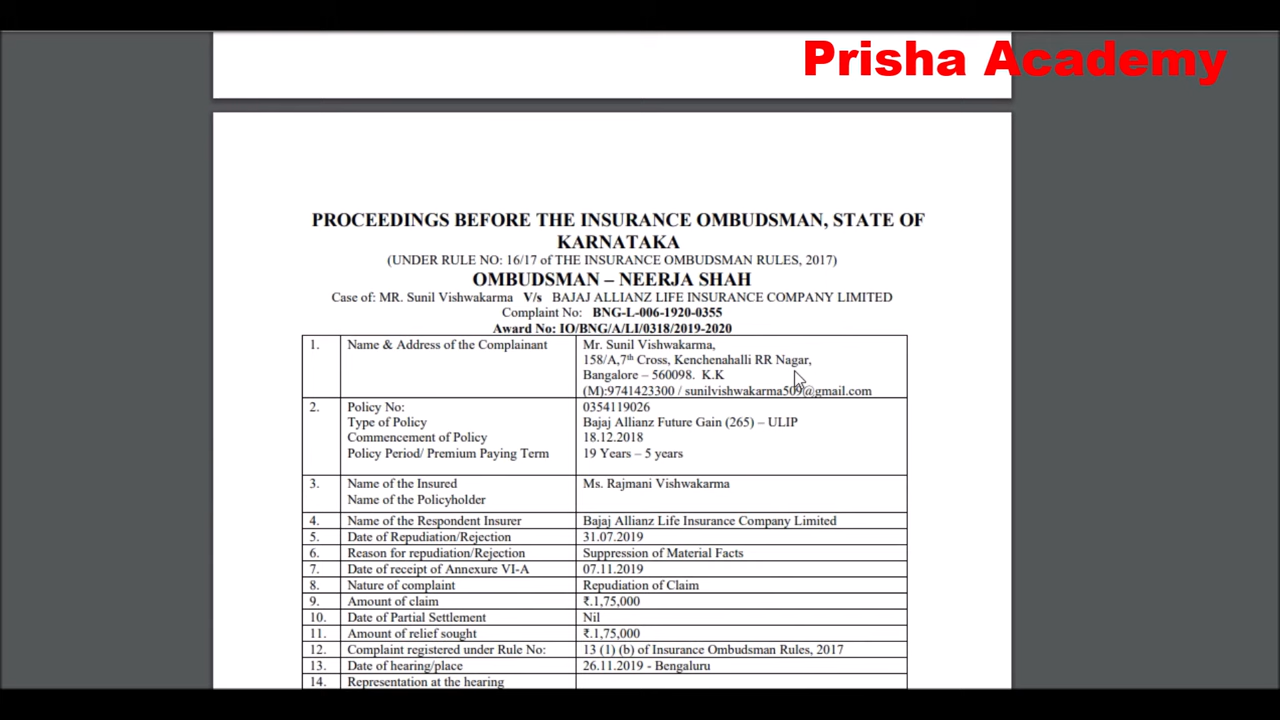 Prisha Academy
PROCEEDINGS BEFORE THE INSURANCE OMBUDSMAN, STATE OF
KARNATAKA
(UNDER RULE NO: 16/17 of THE INSURANCE OMBUDSMAN RULES, 2017)
OMBUDSMAN – NEERJA SHAH
Case of: MR. Sunil Vishwakarma V/s BAJAJ ALLIANZ LIFE INSURANCE COMPANY LIMITED
Complaint No: BNG-L-006-1920-0355
Award No: IO/BNG/A/LI/0318/2019-2020
1. Name & Address of the Complainant Mr. Sunil Vishwakarma,
158/A,7th Cross, Kenchenahalli RR Nagar,
Bangalore – 560098. K.K
(M):9741423300 / sunilvishwakarma509@gmail.com
2. Policy No: 0354119026
Type of Policy Bajaj Allianz Future Gain (265) – ULIP
Commencement of Policy 18.12.2018
Policy Period/ Premium Paying Term 19 Years – 5 years
3. Name of the Insured Ms. Rajmani Vishwakarma
Name of the Policyholder
4. Name of the Respondent Insurer Bajaj Allianz Life Insurance Company Limited
5. Date of Repudiation/Rejection 31.07.2019
6. Reason for repudiation/Rejection Suppression of Material Facts
7. Date of receipt of Annexure VI-A 07.11.2019
8. Nature of complaint Repudiation of Claim
9. Amount of claim ₹.1,75,000
10. Date of Partial Settlement Nil
11. Amount of relief sought ₹.1,75,000
12. Complaint registered under Rule No: 13 (1) (b) of Insurance Ombudsman Rules, 2017
13. Date of hearing/place 26.11.2019 - Bengaluru
14. Representation at the hearing